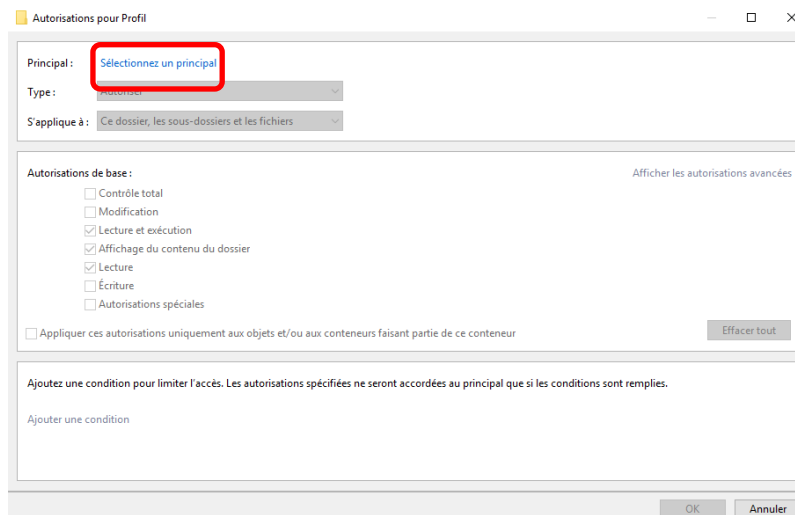 Autorisations pour Profil
Principal : Sélectionnez un principal
Type : Autoriser
S'applique à : Ce dossier, les sous-dossiers et les fichiers
Autorisations de base : Afficher les autorisations avancées
Contrôle total
Modification
Lecture et exécution
Affichage du contenu du dossier
Lecture
Écriture
Autorisations spéciales
Appliquer ces autorisations uniquement aux objets et/ou aux conteneurs faisant partie de ce conteneur Effacer tout
Ajoutez une condition pour limiter l'accès. Les autorisations spécifiées ne seront accordées au principal que si les conditions sont remplies.
Ajouter une condition
OK Annuler